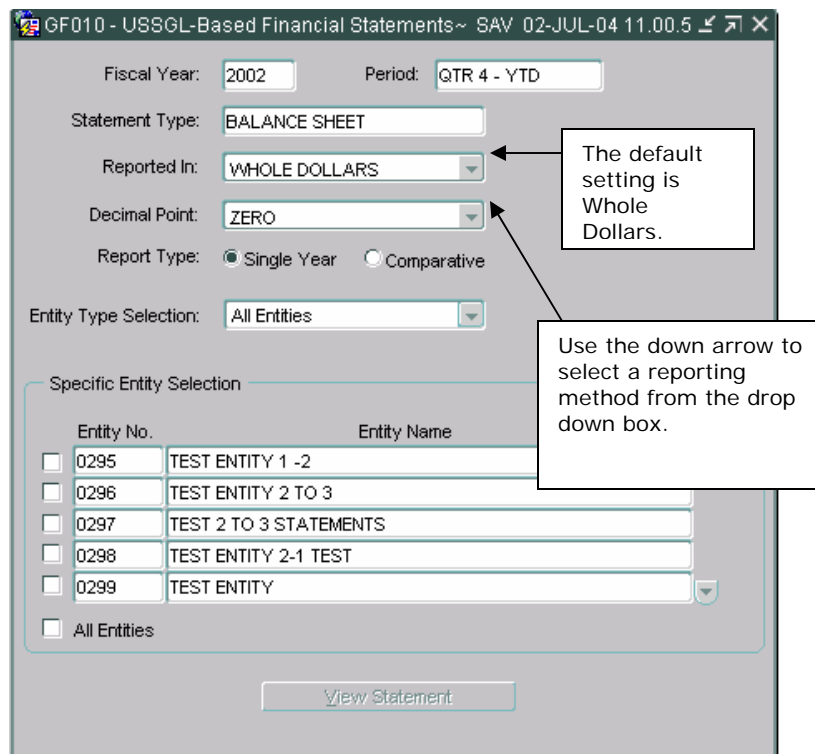 GF010 - USSGL-Based Financial Statements~ SAV 02-JUL-04 11.00.5
Fiscal Year: 2002 Period: QTR 4 - YTD
Statement Type: BALANCE SHEET
Reported In: WHOLE DOLLARS
Decimal Point: ZERO
Report Type: Single Year Comparative
Entity Type Selection: All Entities
The default
setting is
Whole
Dollars.
Use the down arrow to
select a reporting
method from the drop
down box.
Specific Entity Selection
Entity No. Entity Name
0295 TEST ENTITY 1 -2
0296 TEST ENTITY 2 TO 3
0297 TEST 2 TO 3 STATEMENTS
0298 TEST ENTITY 2-1 TEST
0299 TEST ENTITY
All Entities
View Statement